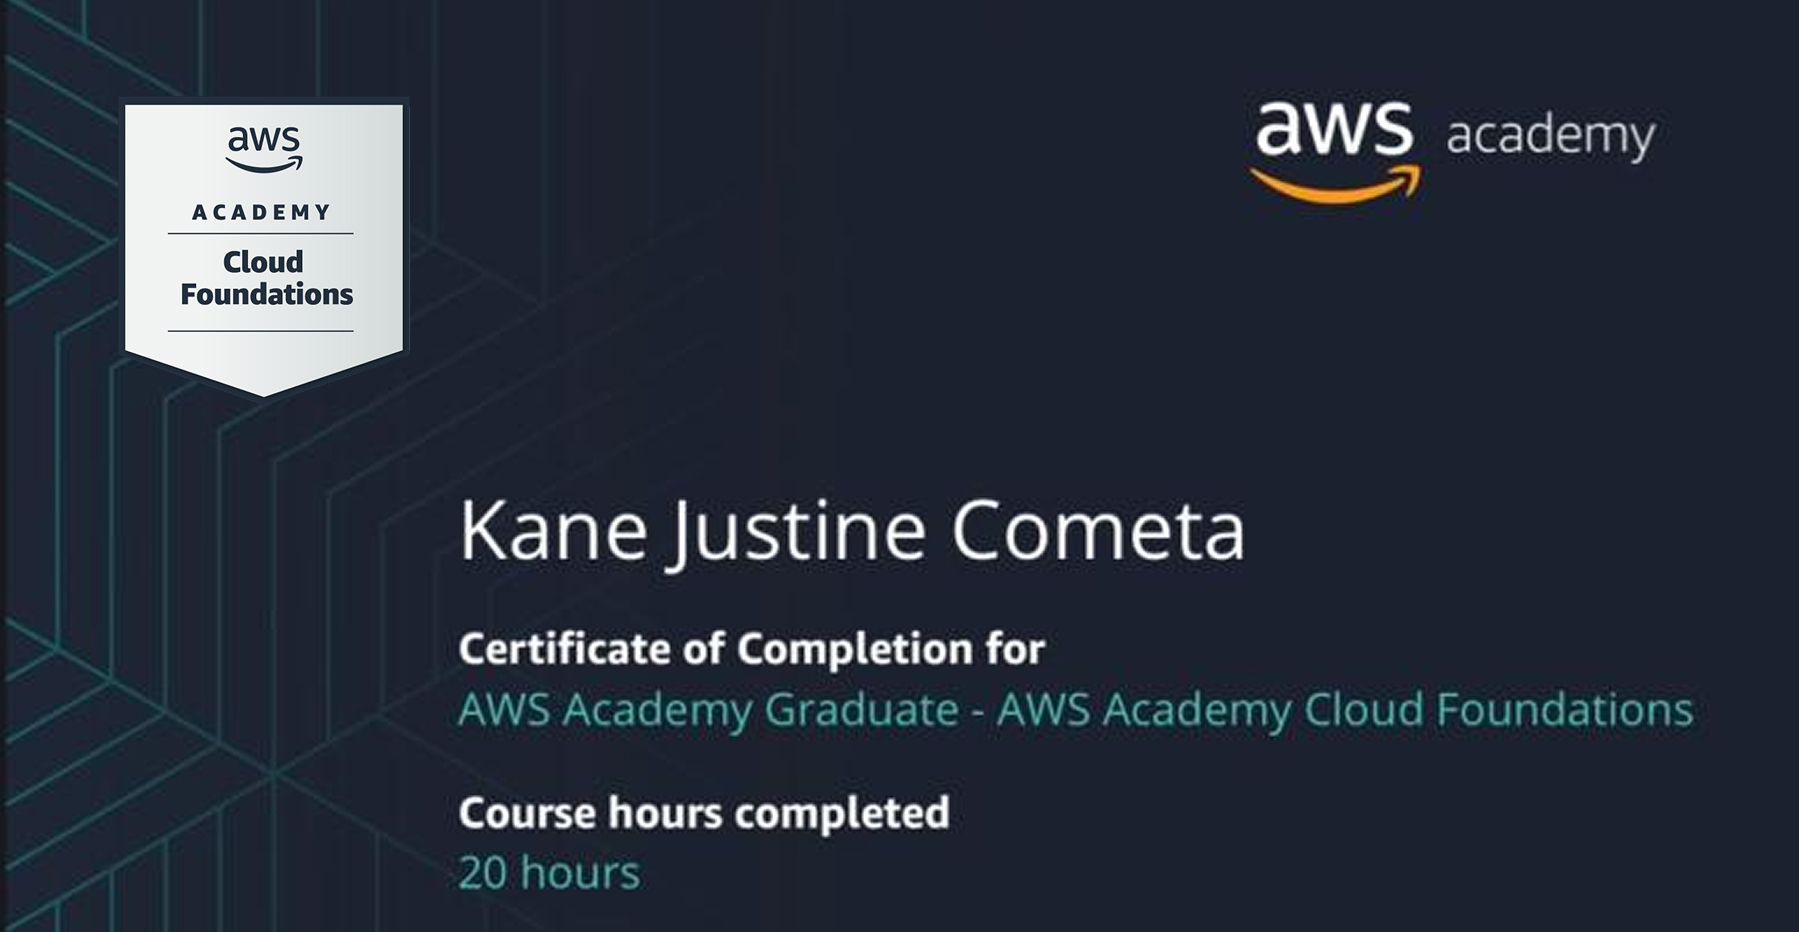 aws
ACADEMY
Cloud
Foundations
aws academy
Kane Justine Cometa
Certificate of Completion for
AWS Academy Graduate - AWS Academy Cloud Foundations
Course hours completed
20 hours